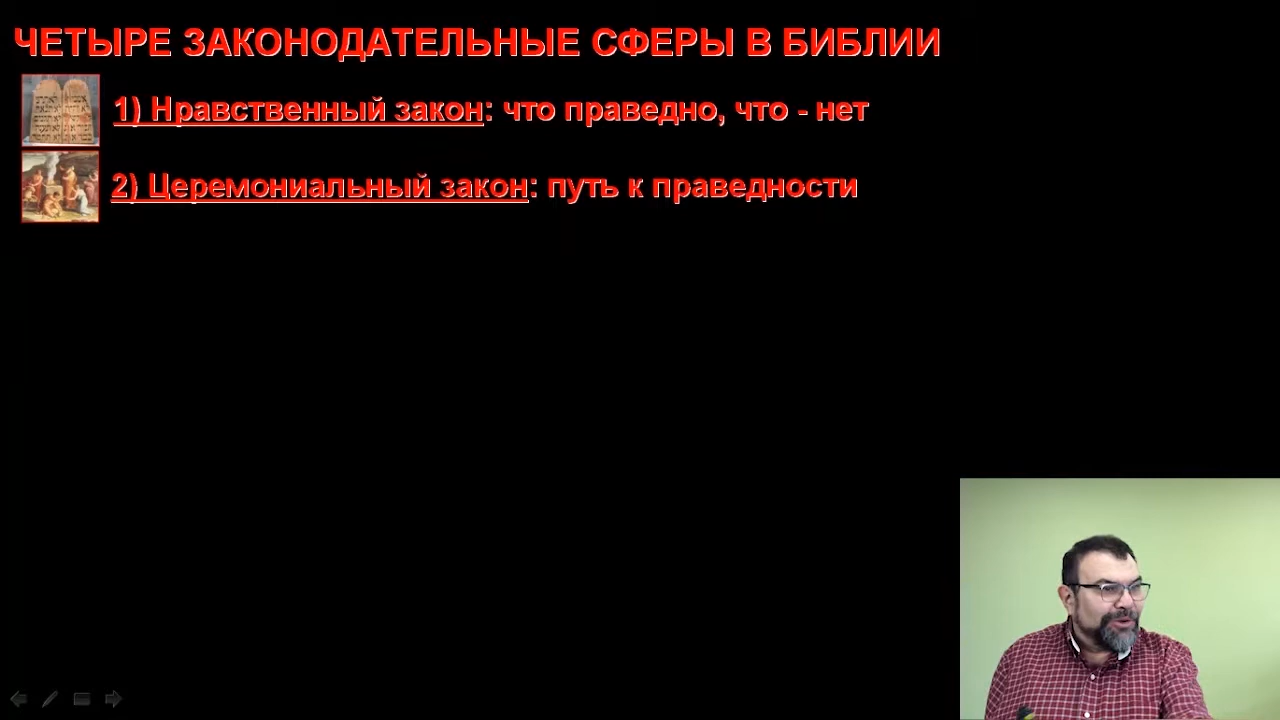 ЧЕТЫРЕ ЗАКОНОДАТЕЛЬНЫЕ СФЕРЫ В БИБЛИИ
1) Нравственный закон: что праведно, что - нет
2) Церемониальный закон: путь к праведности